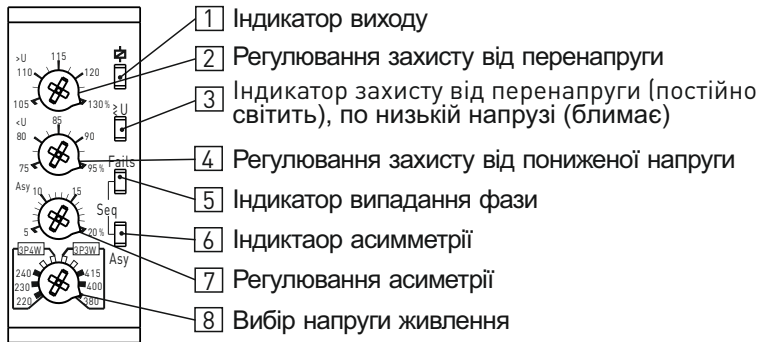 1 Індикатор виходу
2 Регулювання захисту від перенапруги
3 Індикатор захисту від перенапруги (постійно
світить), по низькій напрузі (блимає)
4 Регулювання захисту від пониженої напруги
5 Індикатор випадання фази
6 Індиктаор асимметрії
7 Регулювання асиметрії
8 Вибір напруги живлення
>U
105 110 115 120 130%
≥U
<U
75 80 85 90 95%
Fails
Asy
5 10 15 20%
Seq
Asy
3P4W 3P3W
240 415
230 400
220 380